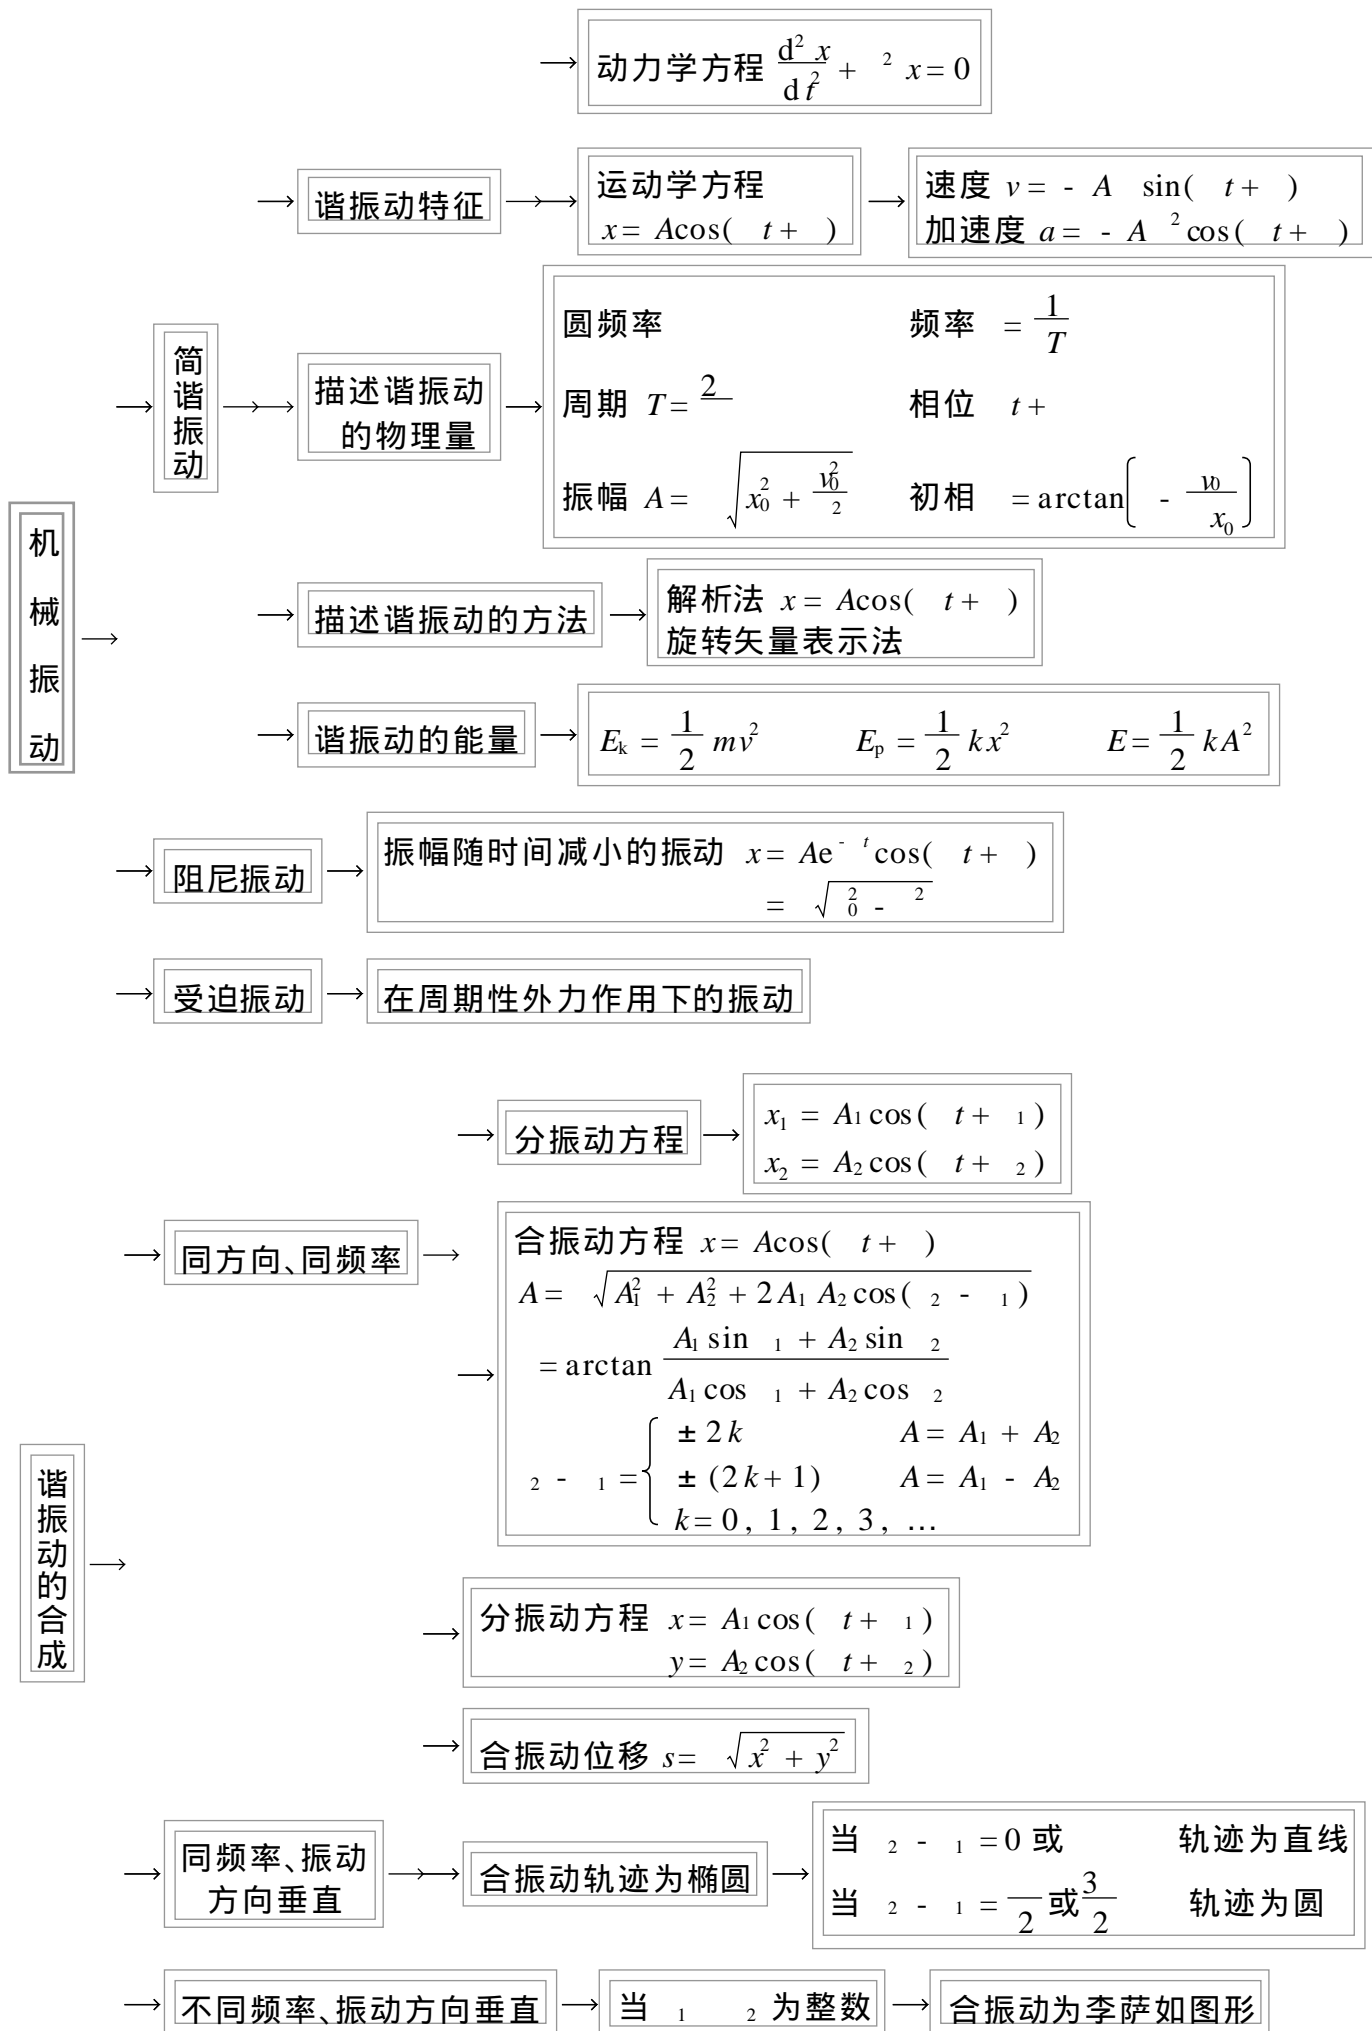 动力学方程 d² x / d t² + ² x = 0
谐振动特征
运动学方程
x = A cos( t + )
速度 v = - A sin( t + )
加速度 a = - A ² cos( t + )
机械振动
简谐振动
描述谐振动
的物理量
圆频率
频率 = 1 / T
周期 T = 2 /
相位 t +
振幅 A = √(x₀² + v₀² / ²)
初相 = arctan( - v₀ / x₀ )
描述谐振动的方法
解析法 x = A cos( t + )
旋转矢量表示法
谐振动的能量
E_k = 1/2 mv² E_p = 1/2 kx² E = 1/2 kA²
阻尼振动
振幅随时间减小的振动 x = Ae^(- t) cos( t + )
= √( ₀² - ²)
受迫振动
在周期性外力作用下的振动
谐振动的合成
同方向、同频率
分振动方程
x₁ = A₁ cos( t + ₁ )
x₂ = A₂ cos( t + ₂ )
合振动方程 x = A cos( t + )
A = √(A₁² + A₂² + 2 A₁ A₂ cos( ₂ - ₁ ))
= arctan (A₁ sin ₁ + A₂ sin ₂) / (A₁ cos ₁ + A₂ cos ₂)
₂ - ₁ = {
± 2k A = A₁ + A₂
± (2k + 1) A = A₁ - A₂
k = 0, 1, 2, 3, …
分振动方程 x = A₁ cos( t + ₁ )
y = A₂ cos( t + ₂ )
合振动位移 s = √(x² + y²)
同频率、振动
方向垂直
合振动轨迹为椭圆
当 ₂ - ₁ = 0 或 轨迹为直线
当 ₂ - ₁ = /2 或 3 /2 轨迹为圆
不同频率、振动方向垂直
当 ₁ ₂ 为整数
合振动为李萨如图形